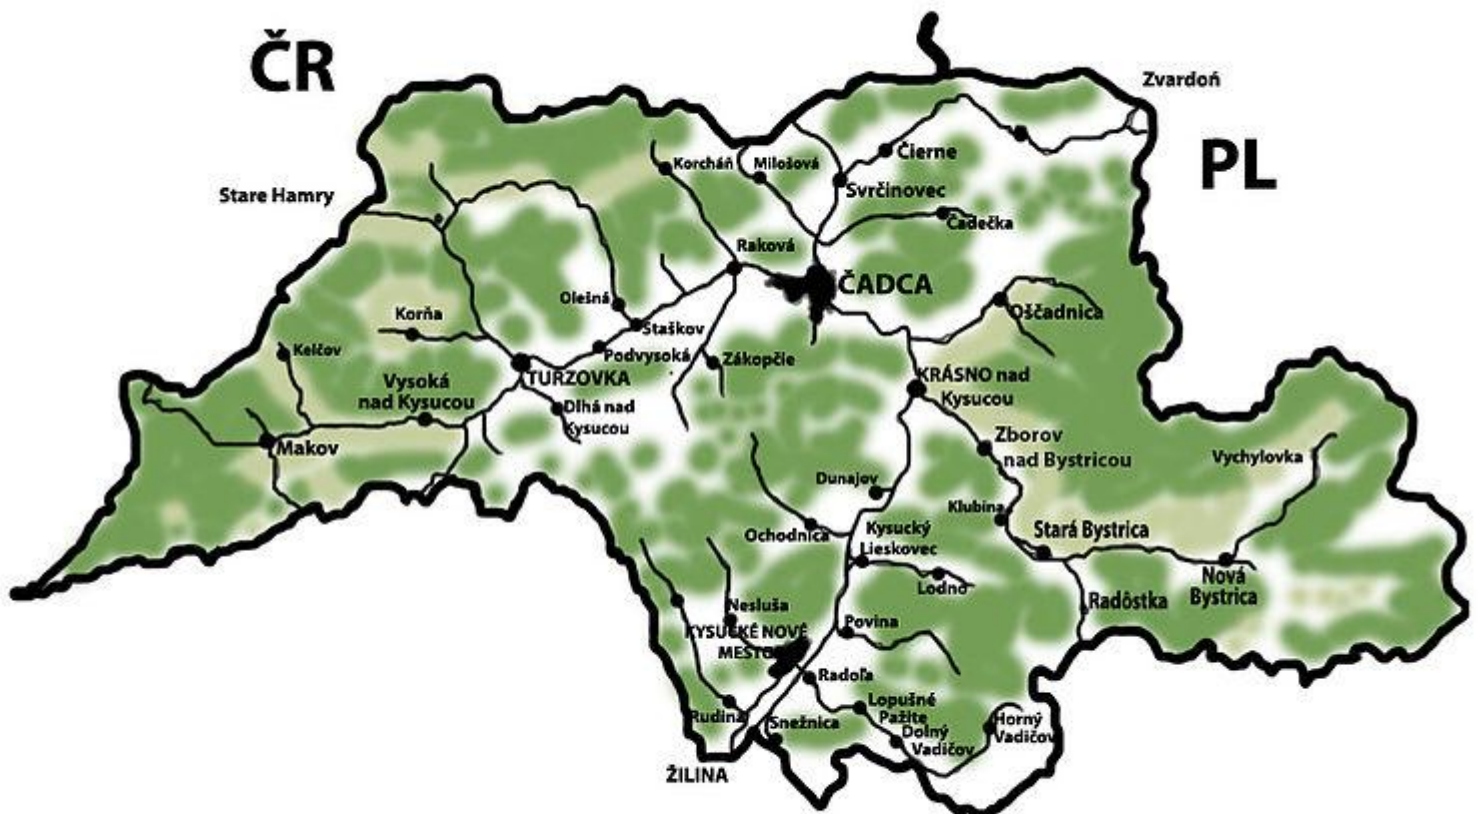 ČR
Zvardoň
PL
Stare Hamry
Korcháň
Milošová
Čierne
Svrčinovec
Čadečka
Raková
ČADCA
Olešná
Oščadnica
Korňa
Staškov
Kelčov
Podvysoká
Zákopčie
TURZOVKA
KRÁSNO nad
Kysucou
Vysoká
nad Kysucou
Dlhá nad
Kysucou
Makov
Zborov
nad Bystricou
Vychylovka
Dunajov
Klubina
Ochodnica
Kysucký
Lieskovec
Stará Bystrica
Lodno
Nová
Bystrica
Radôstka
Nesluša
KYSUCKÉ NOVÉ
MESTO
Povina
Radoľa
Rudina
Snežnica
Lopušné
Pažite
Dolný
Vadičov
Horný
Vadičov
ŽILINA